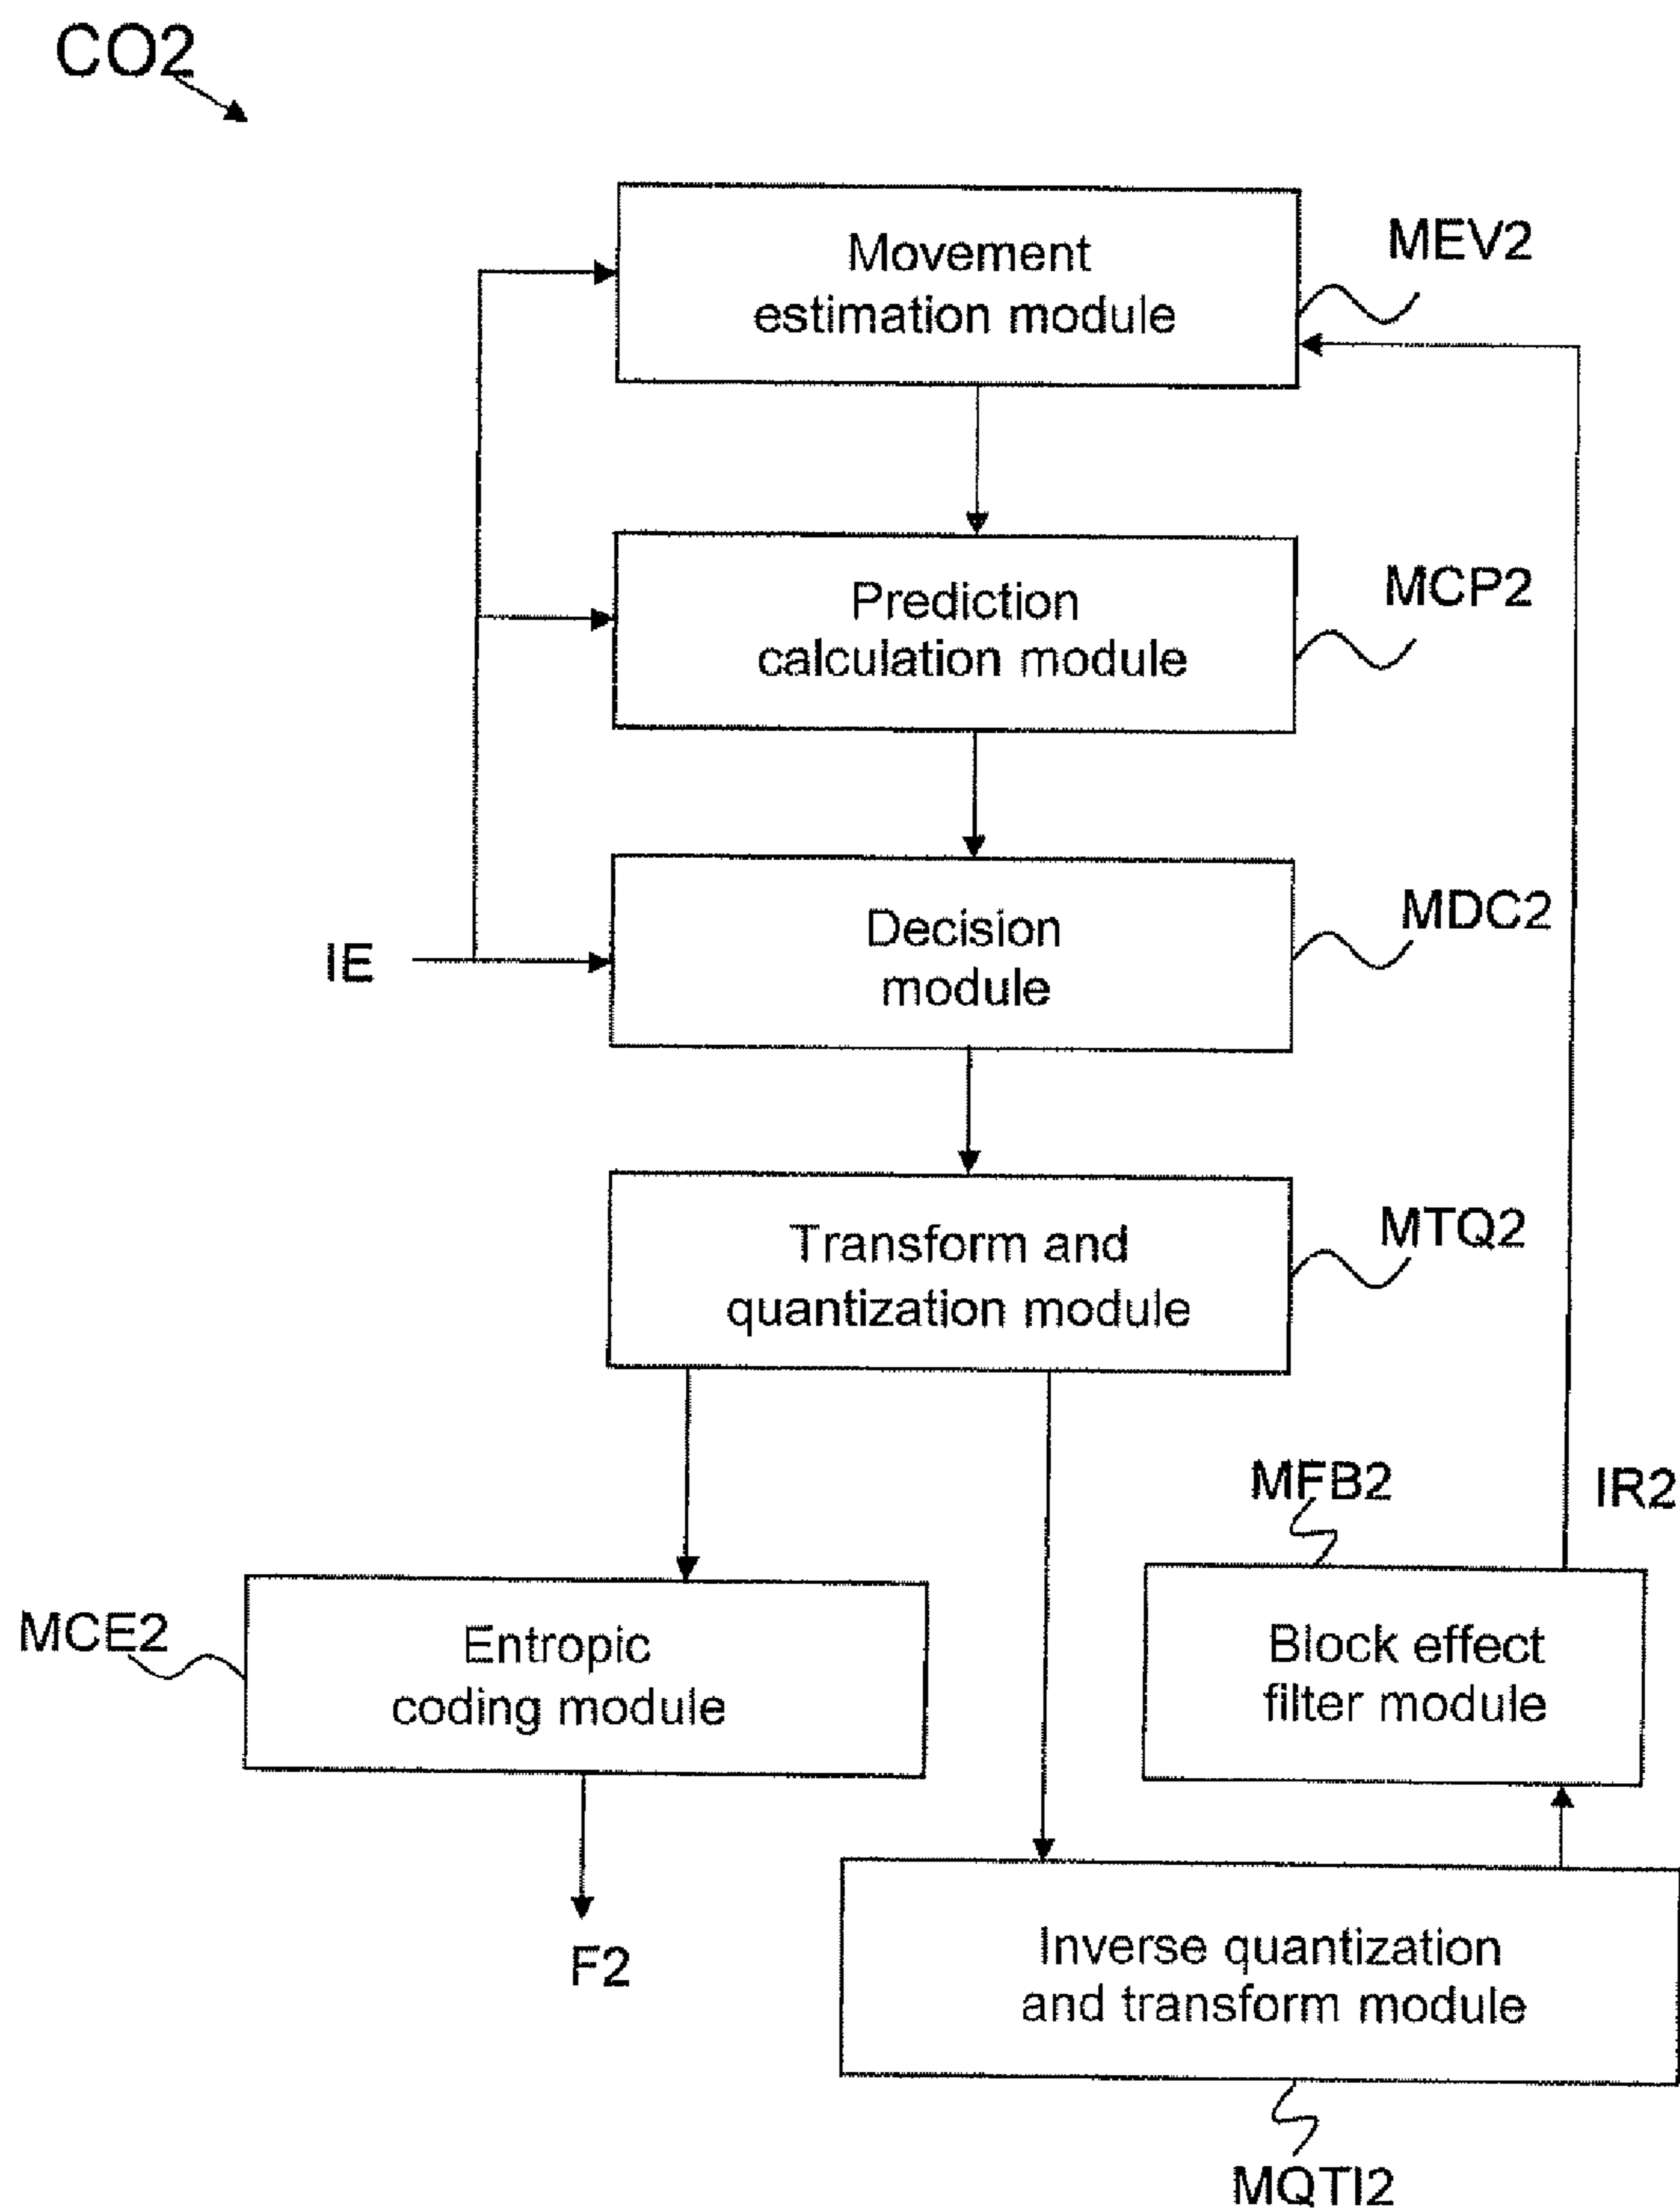 CO2
Movement
estimation module
MEV2
Prediction
calculation module
MCP2
Decision
module
MDC2
IE
Transform and
quantization module
MTQ2
MFB2
IR2
MCE2
Entropic
coding module
Block effect
filter module
F2
Inverse quantization
and transform module
MQTI2